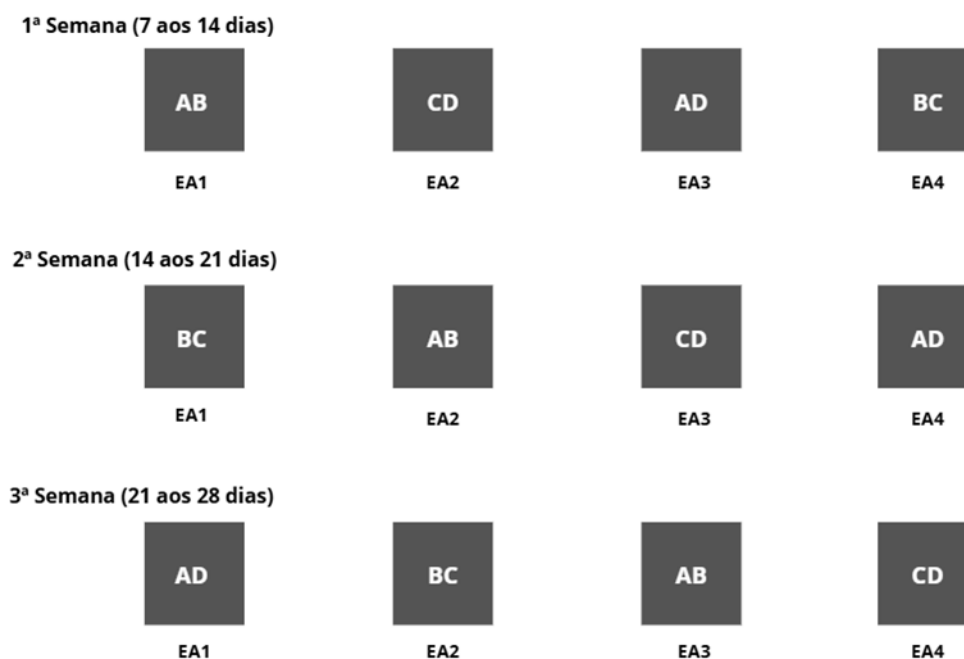 1ª Semana (7 aos 14 dias)
AB CD AD BC
EA1 EA2 EA3 EA4
2ª Semana (14 aos 21 dias)
BC AB CD AD
EA1 EA2 EA3 EA4
3ª Semana (21 aos 28 dias)
AD BC AB CD
EA1 EA2 EA3 EA4